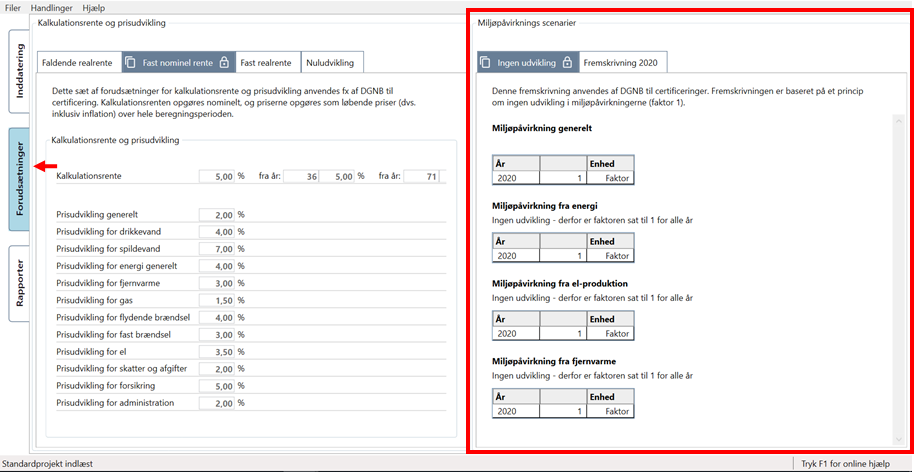 Filer Handlinger Hjælp
Inddatering
Forudsætninger
Rapporter
Kalkulationsrente og prisudvikling
Faldende realrente Fast nominel rente Fast realrente Nuludvikling
Dette sæt af forudsætninger for kalkulationsrente og prisudvikling anvendes fx af DGNB til
certificering. Kalkulationsrenten opgøres nominelt, og priserne opgøres som løbende priser (dvs.
inklusiv inflation) over hele beregningsperioden.
Kalkulationsrente og prisudvikling
Kalkulationsrente 5,00 % fra år: 36 5,00 % fra år: 71
Prisudvikling generelt 2,00 %
Prisudvikling for drikkevand 4,00 %
Prisudvikling for spildevand 7,00 %
Prisudvikling for energi generelt 4,00 %
Prisudvikling for fjernvarme 3,00 %
Prisudvikling for gas 1,50 %
Prisudvikling for flydende brændsel 4,00 %
Prisudvikling for fast brændsel 3,00 %
Prisudvikling for el 3,50 %
Prisudvikling for skatter og afgifter 2,00 %
Prisudvikling for forsikring 5,00 %
Prisudvikling for administration 2,00 %
Miljøpåvirknings scenarier
Ingen udvikling Fremskrivning 2020
Denne fremskrivning anvendes af DGNB til certificeringer. Fremskrivningen er baseret på et princip
om ingen udvikling i miljøpåvirkningerne (faktor 1).
Miljøpåvirkning generelt
År Enhed
2020 1 Faktor
Miljøpåvirkning fra energi
Ingen udvikling - derfor er faktoren sat til 1 for alle år
År Enhed
2020 1 Faktor
Miljøpåvirkning fra el-produktion
Ingen udvikling - derfor er faktoren sat til 1 for alle år
År Enhed
2020 1 Faktor
Miljøpåvirkning fra fjernvarme
Ingen udvikling - derfor er faktoren sat til 1 for alle år
År Enhed
2020 1 Faktor
Standardprojekt indlæst Tryk F1 for online hjælp